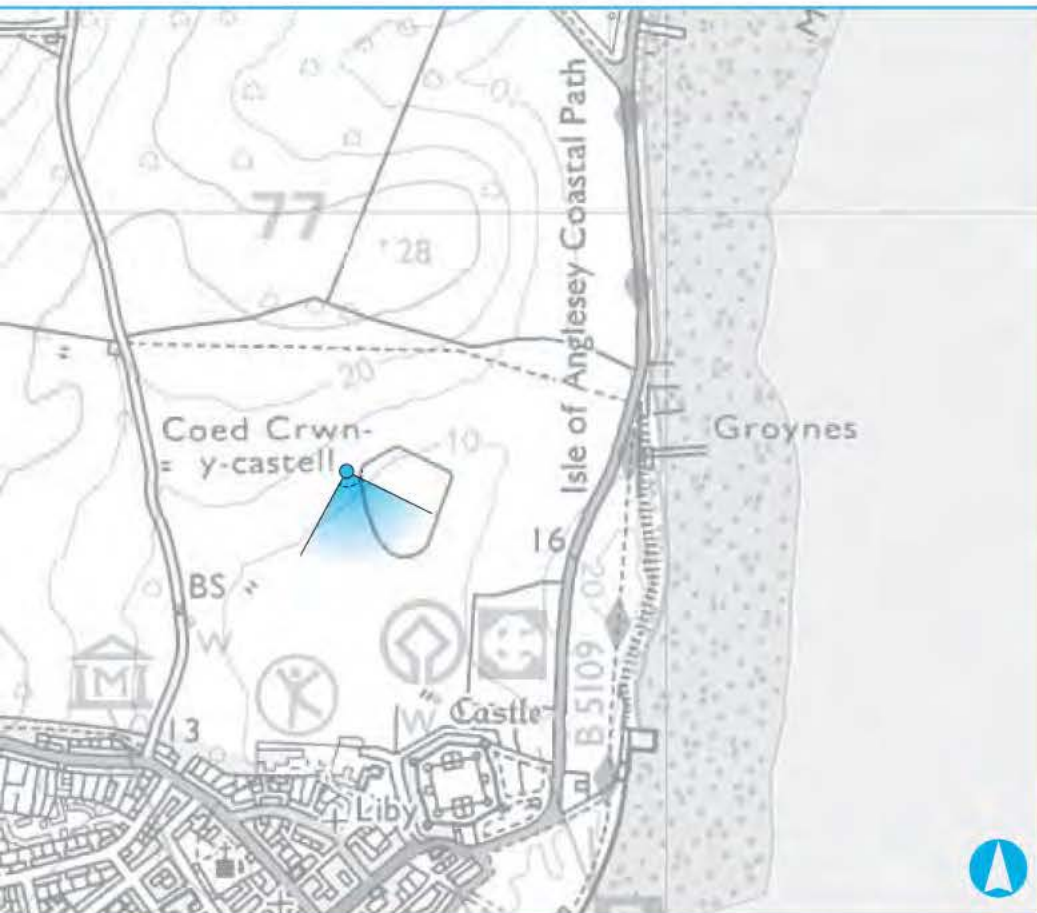 M
Isle of Anglesey Coastal Path
77
28
20
Coed Crwn-
y-castell
10
Groynes
16
20
BS
W
M
B 5109
W
Castle
13
Liby